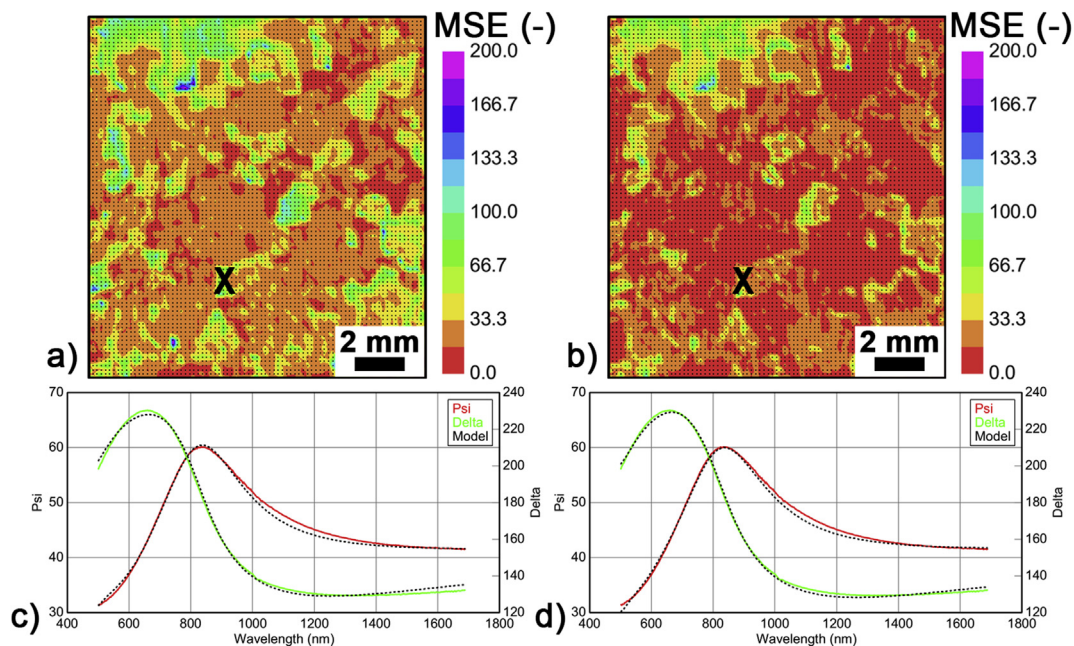 MSE (-)
200.0
166.7
133.3
100.0
66.7
33.3
0.0
X
2 mm
a)
MSE (-)
200.0
166.7
133.3
100.0
66.7
33.3
0.0
X
2 mm
b)
70
60
50
40
30
Psi
240
220
200
180
160
140
120
Delta
Psi
Delta
Model
400 600 800 1000 1200 1400 1600 1800
Wavelength (nm)
c)
70
60
50
40
30
Psi
240
220
200
180
160
140
120
Delta
Psi
Delta
Model
400 600 800 1000 1200 1400 1600 1800
Wavelength (nm)
d)